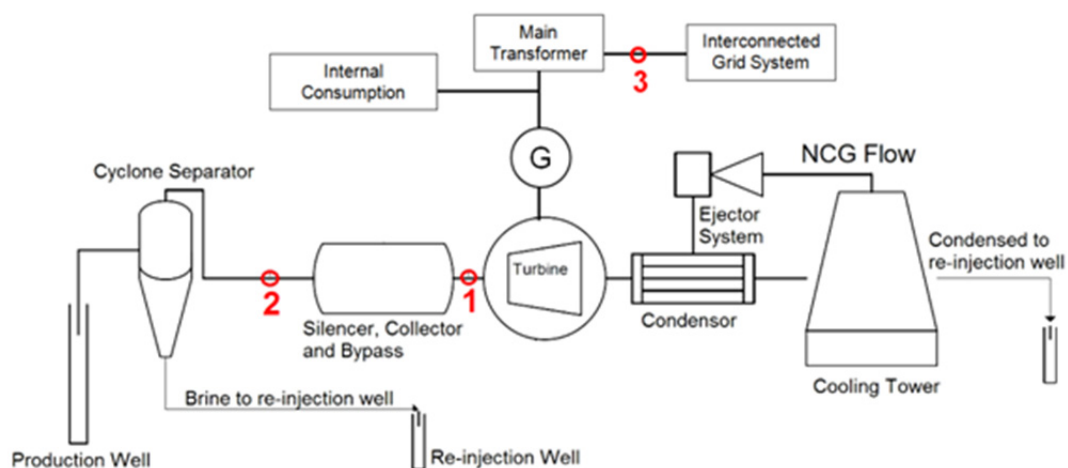 Main
Transformer
Interconnected
Grid System
3
Internal
Consumption
G
NCG Flow
Cyclone Separator
Ejector
System
Condensed to
re-injection well
Turbine
2
1
Silencer, Collector
and Bypass
Condensor
Cooling Tower
Brine to re-injection well
Production Well
Re-injection Well